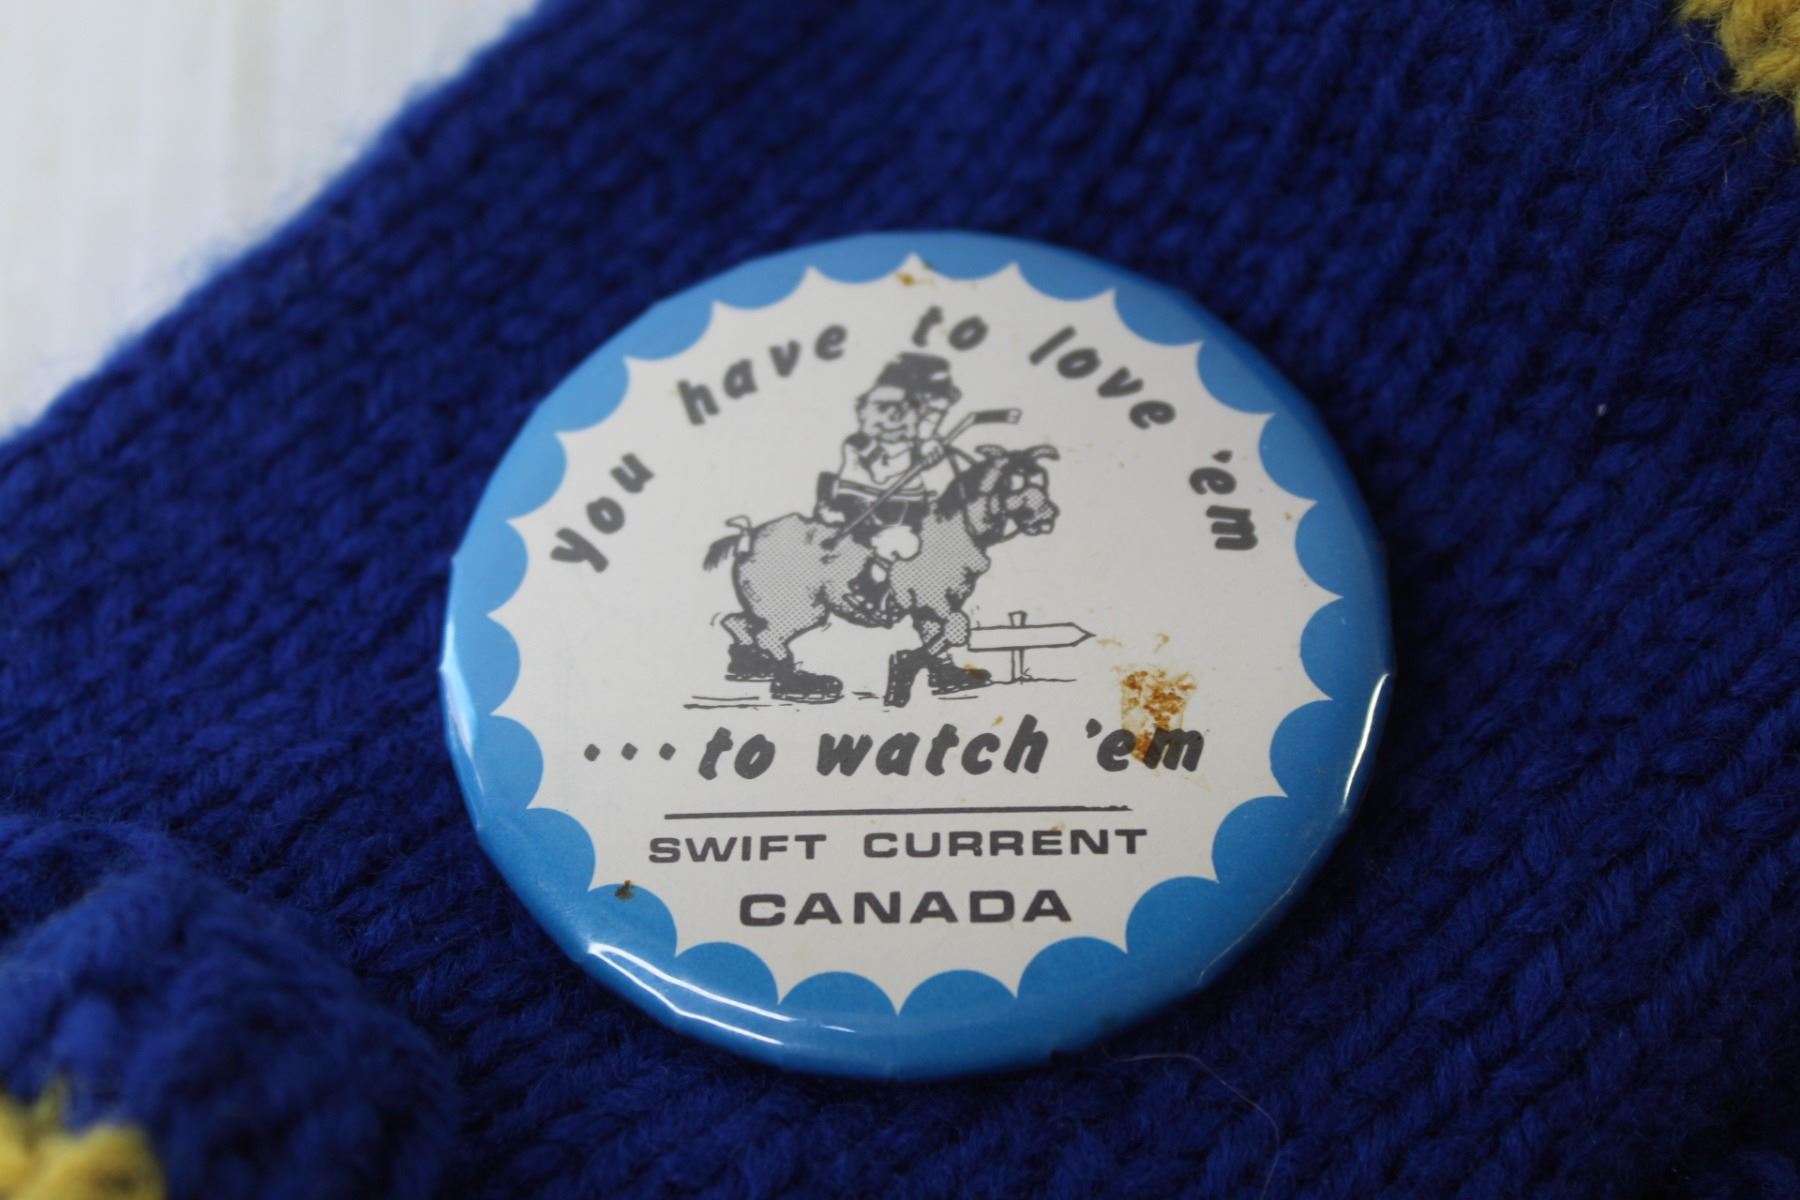 You have to love 'em
...to watch 'em
SWIFT CURRENT
CANADA